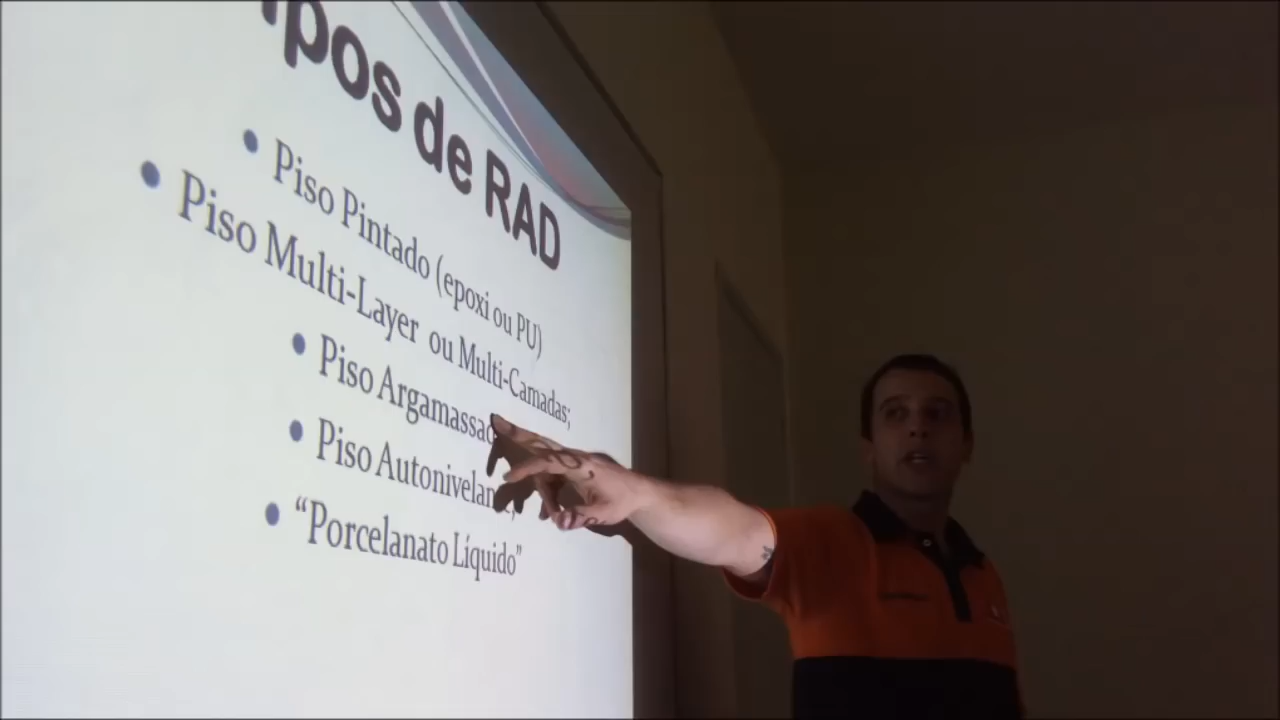 ipos de RAD
• Piso Pintado (epoxi ou PU)
• Piso Multi-Layer ou Multi-Camadas;
• Piso Argamassad
• Piso Autonivelan
• “Porcelanato Líquido”